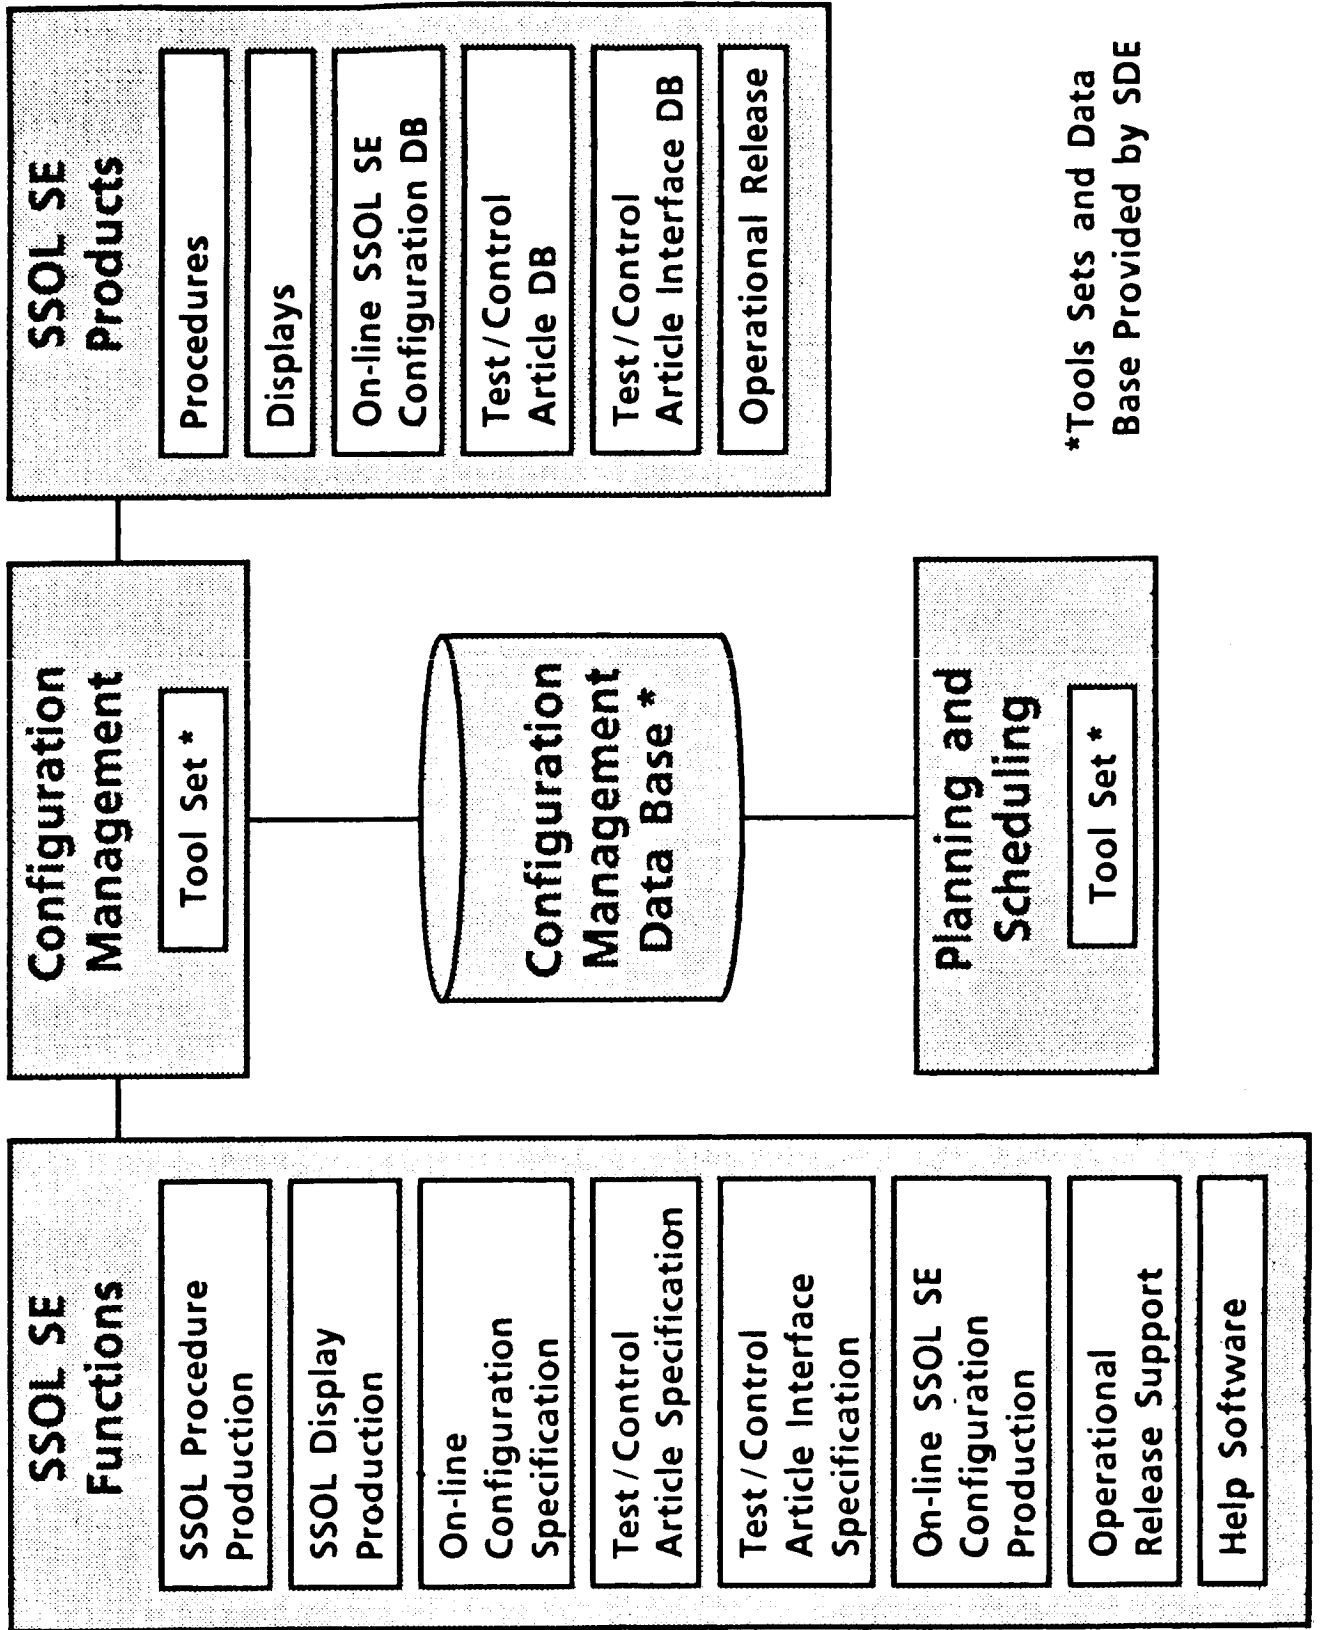 SSOL SE
Functions
SSOL Procedure
Production
SSOL Display
Production
On-line
Configuration
Specification
Test/Control
Article Specification
Test/Control
Article Interface
Specification
On-line SSOL SE
Configuration
Production
Operational
Release Support
Help Software
Configuration
Management
Tool Set *
Configuration
Management
Data Base *
Planning and
Scheduling
Tool Set *
SSOL SE
Products
Procedures
Displays
On-line SSOL SE
Configuration DB
Test/Control
Article DB
Test/Control
Article Interface DB
Operational Release
*Tools Sets and Data
Base Provided by SDE